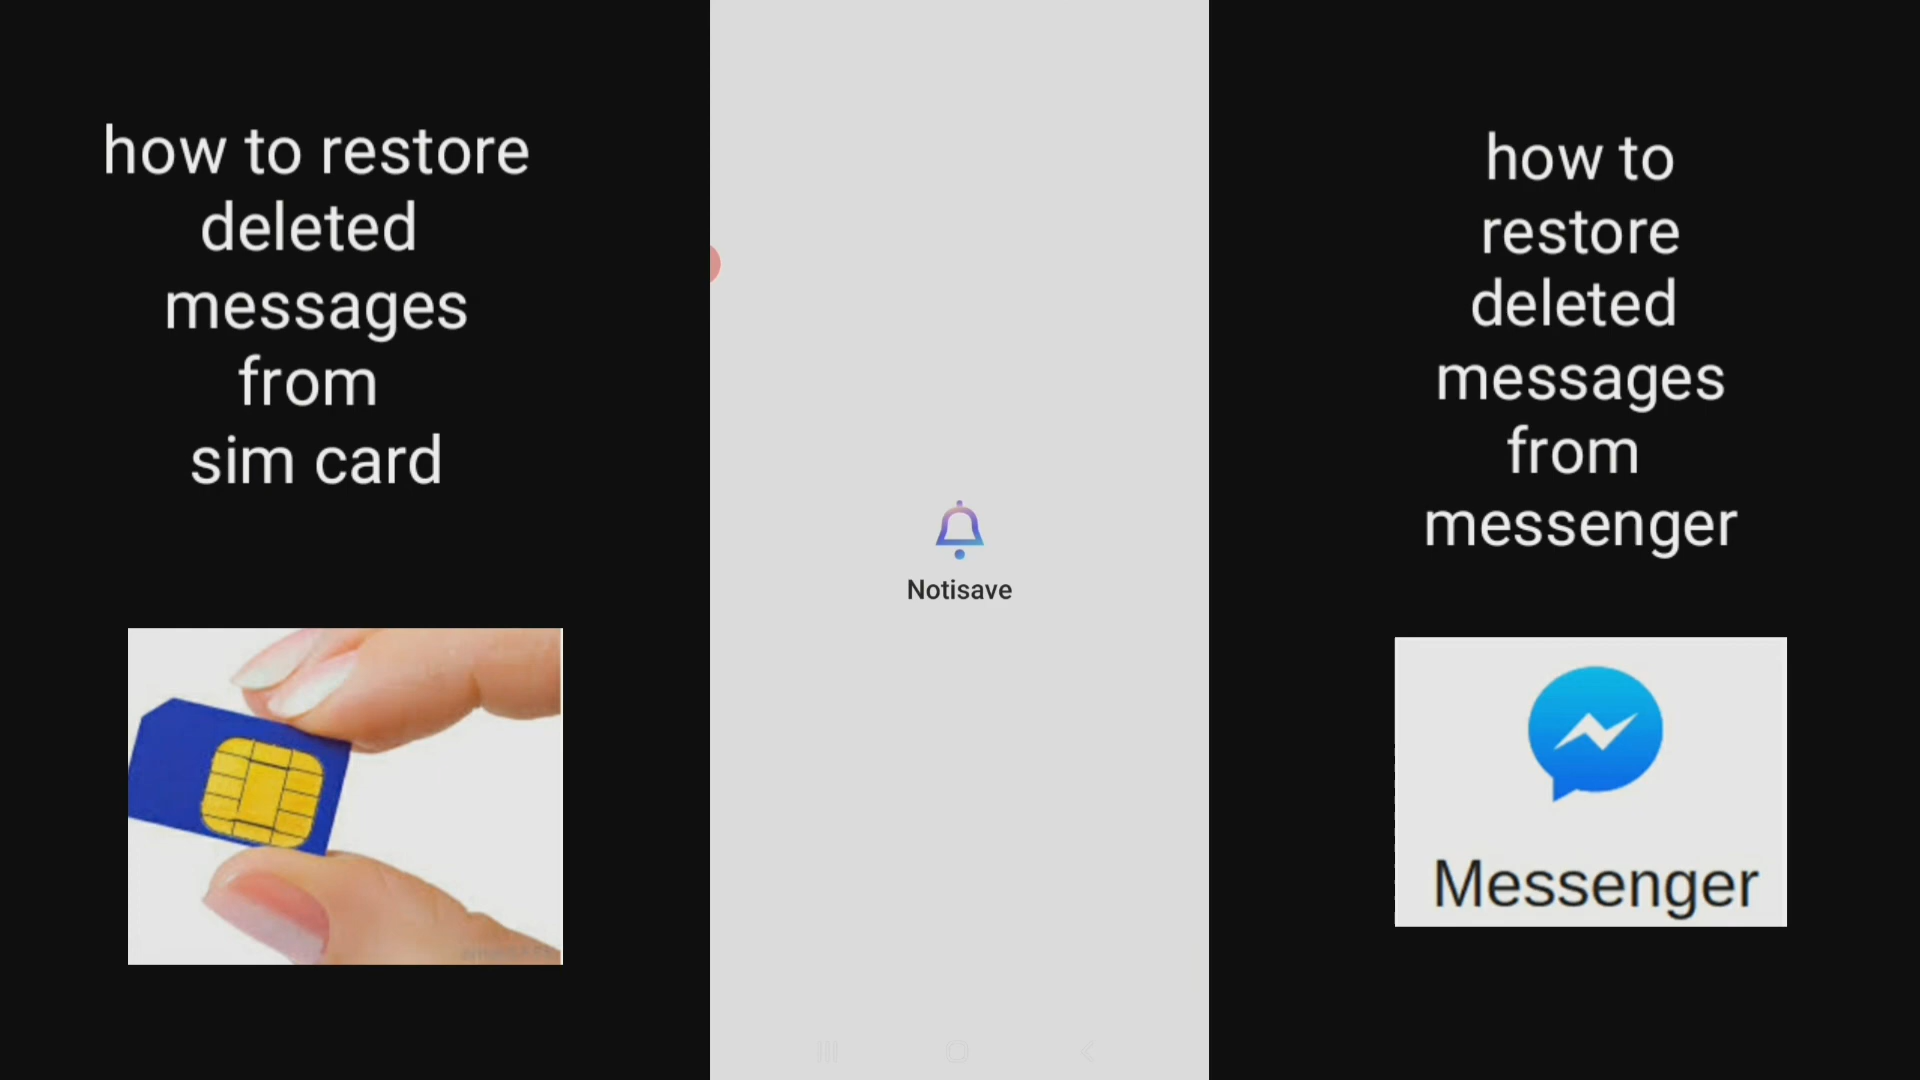 how to restore
deleted
messages
from
sim card
Notisave
how to
restore
deleted
messages
from
messenger
Messenger